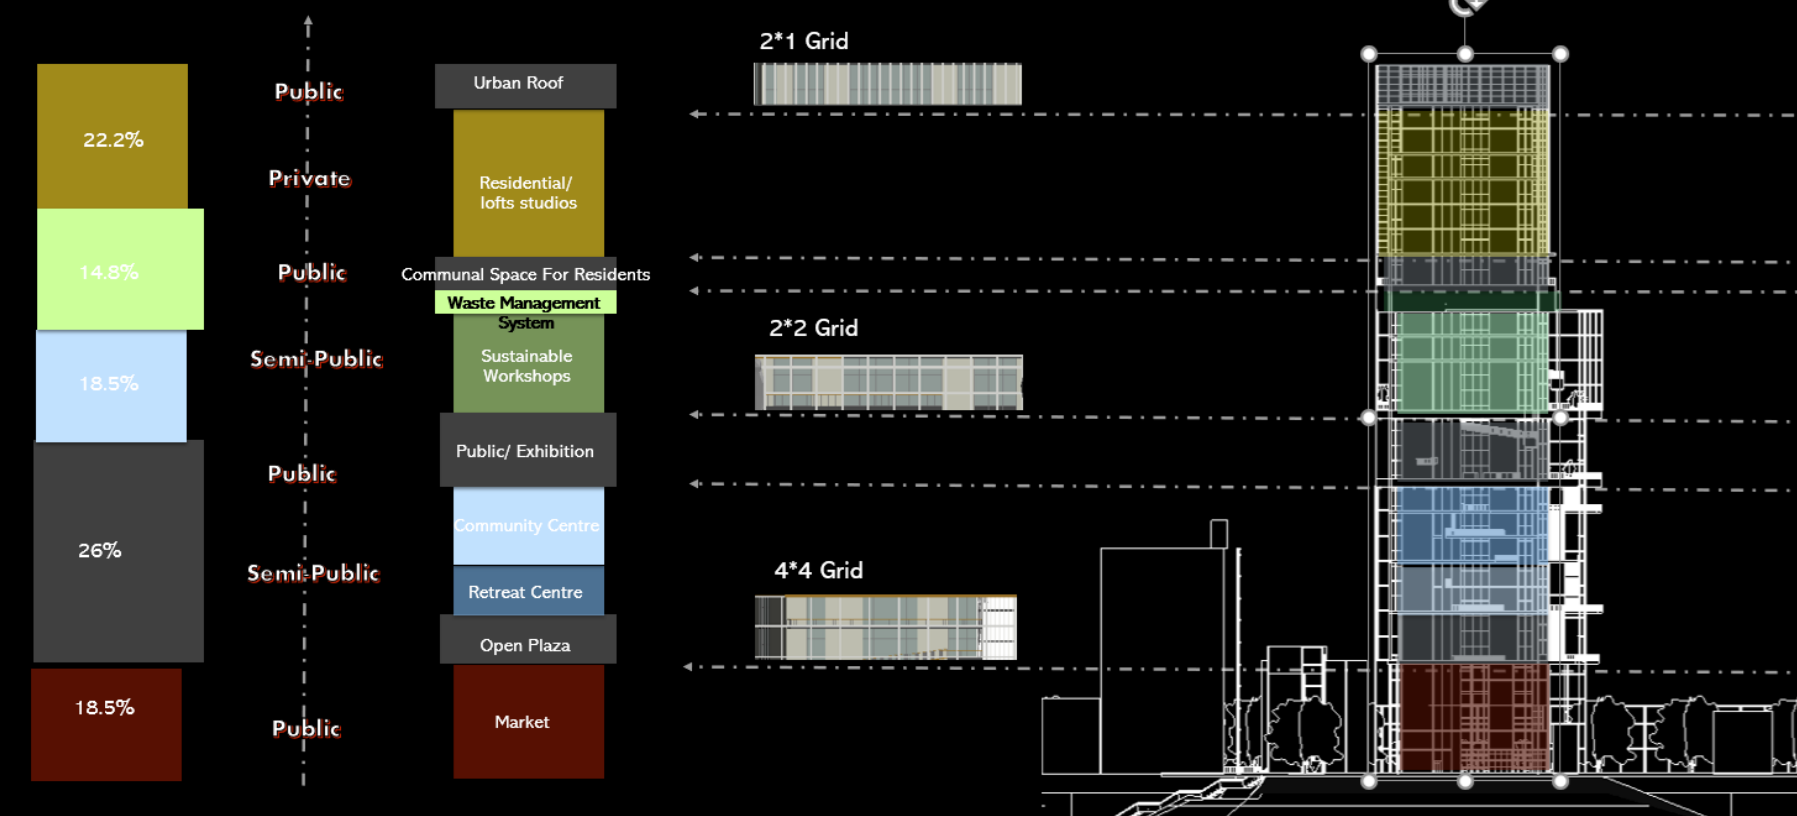 22.2%
14.8%
18.5%
26%
18.5%
Public
Private
Public
Semi-Public
Public
Semi-Public
Public
Urban Roof
Residential/
lofts studios
Communal Space For Residents
Waste Management
System
Sustainable
Workshops
Public/ Exhibition
Community Centre
Retreat Centre
Open Plaza
Market
2*1 Grid
2*2 Grid
4*4 Grid